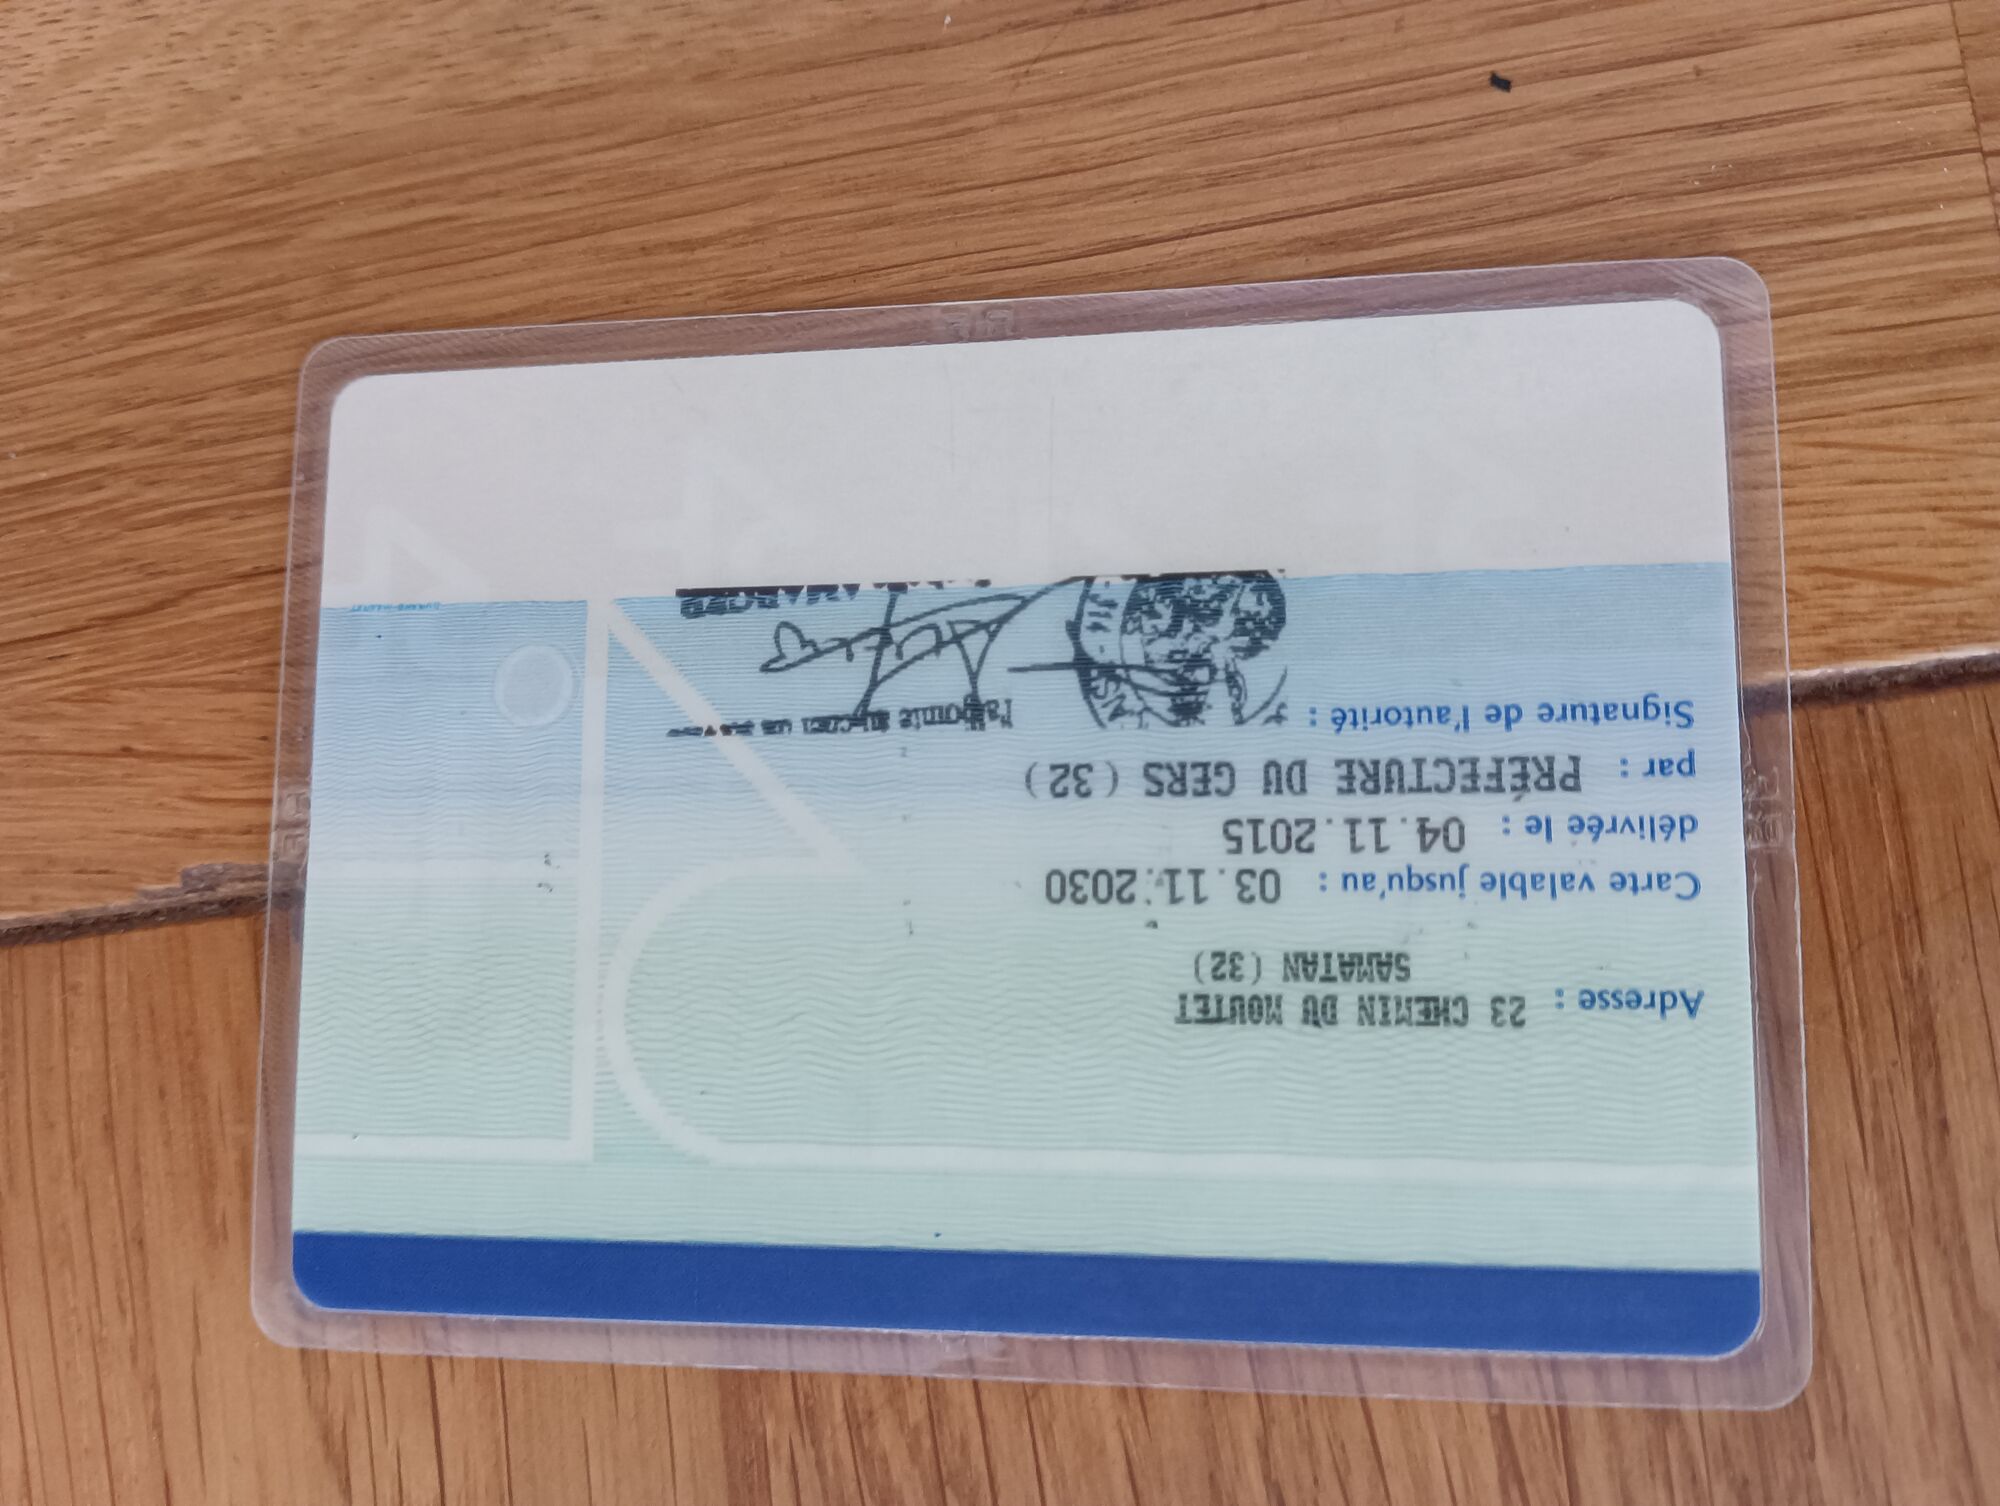 Adresse : 23 CHEMIN DU MOUTET
SAMATAN (32)
Carte valable jusqu'au : 03.11.2030
délivrée le : 04.11.2015
par : PRÉFECTURE DU GERS (32)
Signature de l'autorité :